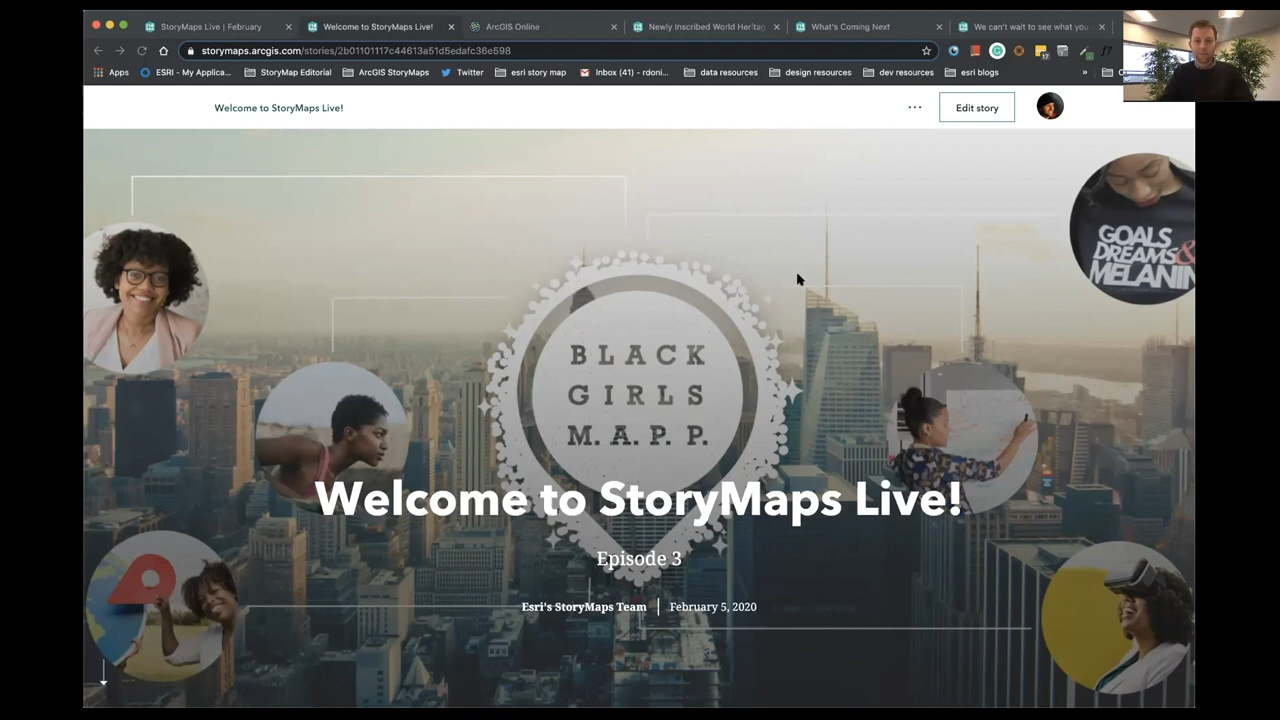 StoryMaps Live | February
Welcome to StoryMaps Live!
ArcGIS Online
Newly Inscribed World Heritag
What's Coming Next
We can't wait to see what you
storymaps.arcgis.com/stories/2b01101117c44613a51d5edafc36e598
Apps
ESRI - My Applica...
StoryMap Editorial
ArcGIS StoryMaps
Twitter
esri story map
Inbox (41) - rdoni...
data resources
design resources
dev resources
esri blogs
»
17
f?
Welcome to StoryMaps Live!
...
Edit story
GOALS
DREAMS &
MELANIN
BLACK
GIRLS
M. A. P. P.
Welcome to StoryMaps Live!
Episode 3
Esri's StoryMaps Team | February 5, 2020